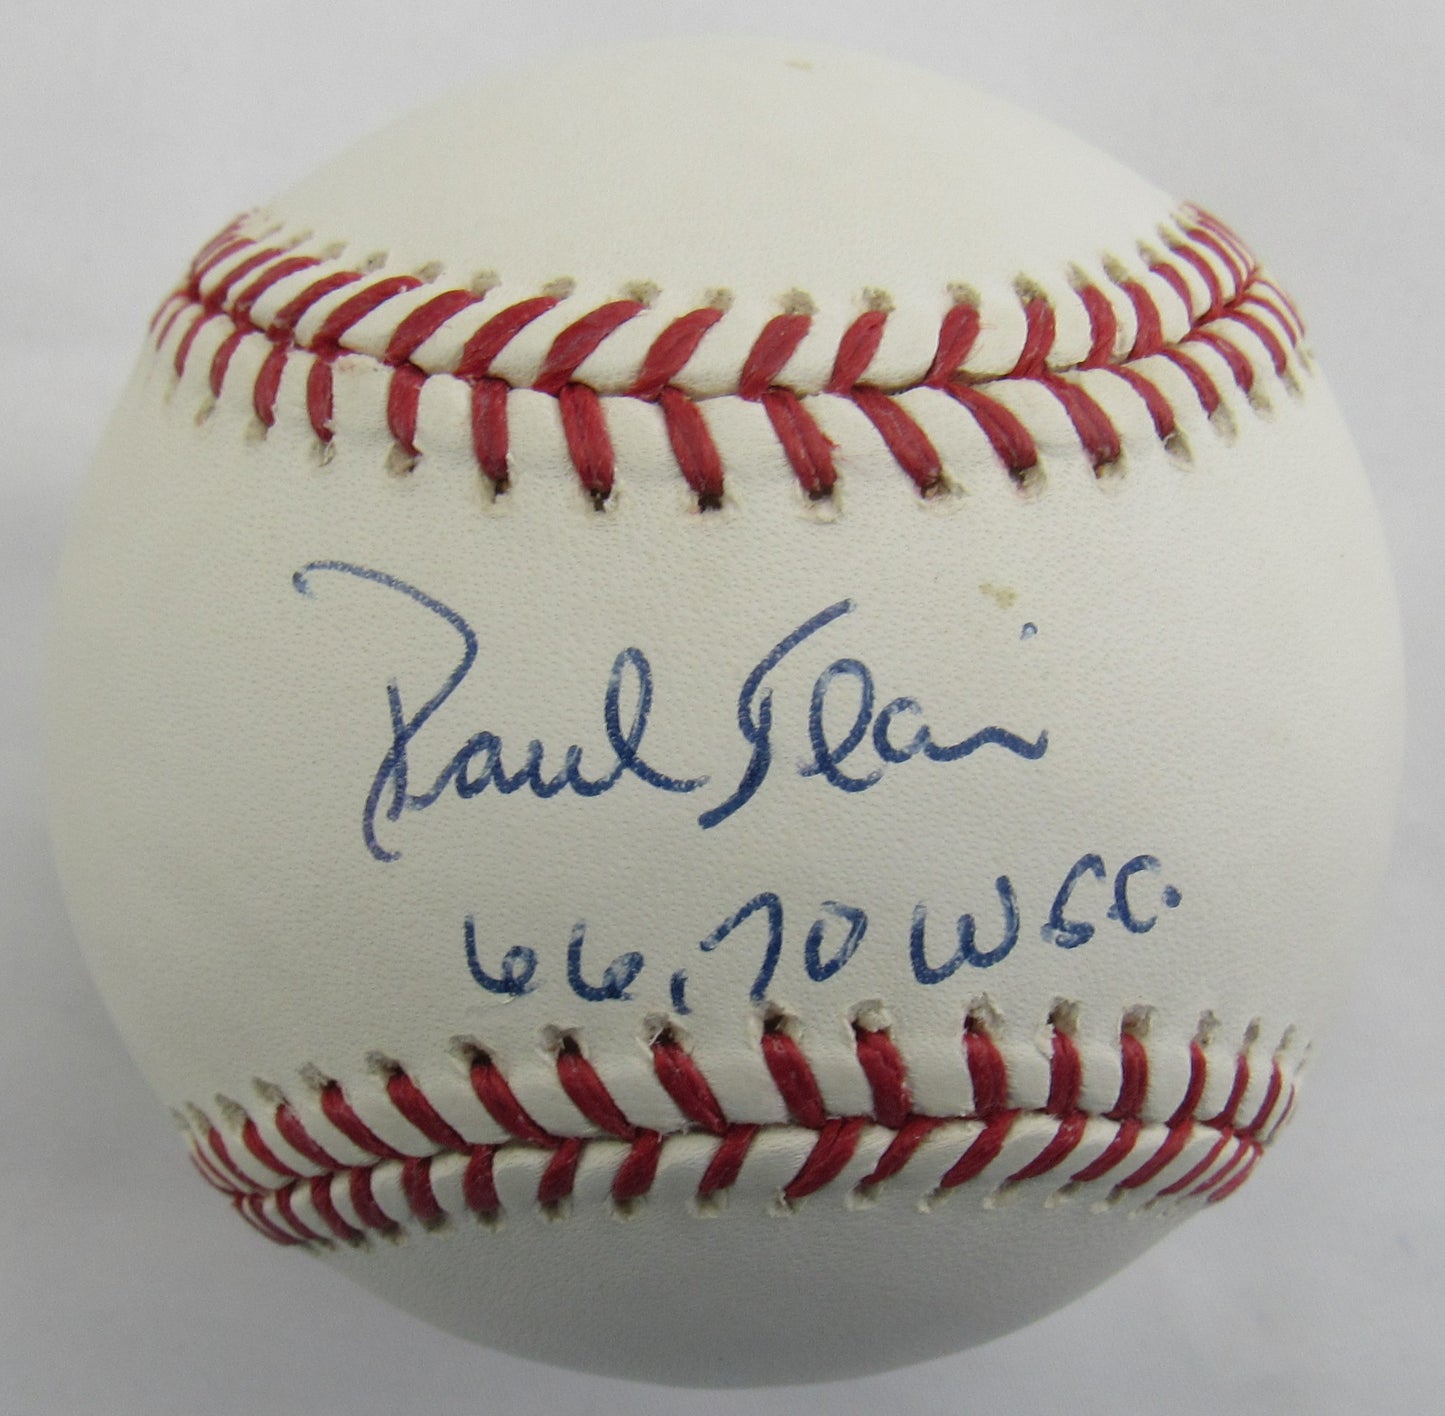 Paul Blair
66,70 WSC.